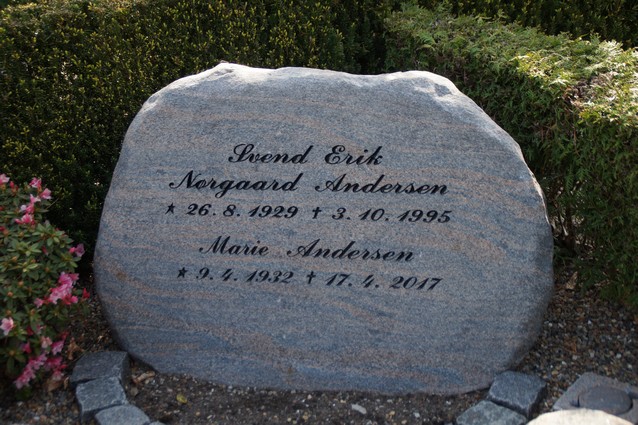 Svend Erik
Nørgaard Andersen
★ 26. 8. 1929 ✝ 3. 10. 1995
Marie Andersen
★ 9. 4. 1932 ✝ 17. 4. 2017